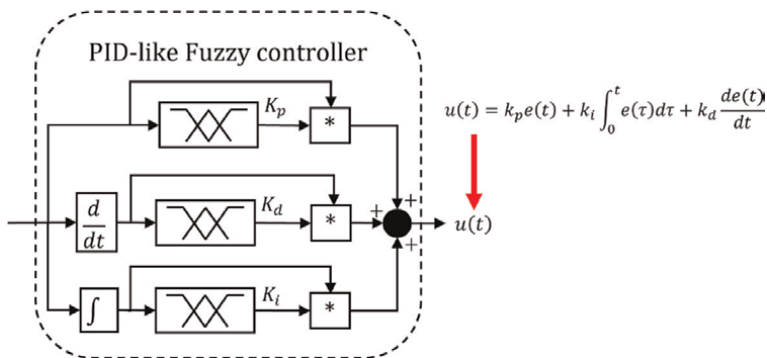 PID-like Fuzzy controller
K_p
*
u(t) = k_p e(t) + k_i ∫_0^t e(τ)dτ + k_d de(t)/dt
+
d/dt
K_d
*
+
u(t)
+
∫
K_i
*